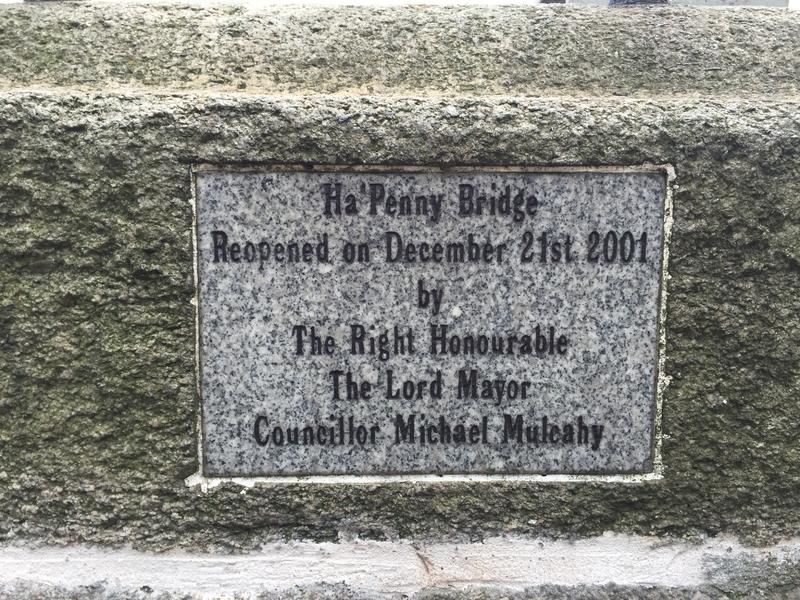 Ha'Penny Bridge
Reopened on December 21st 2001
by
The Right Honourable
The Lord Mayor
Councillor Michael Mulcahy